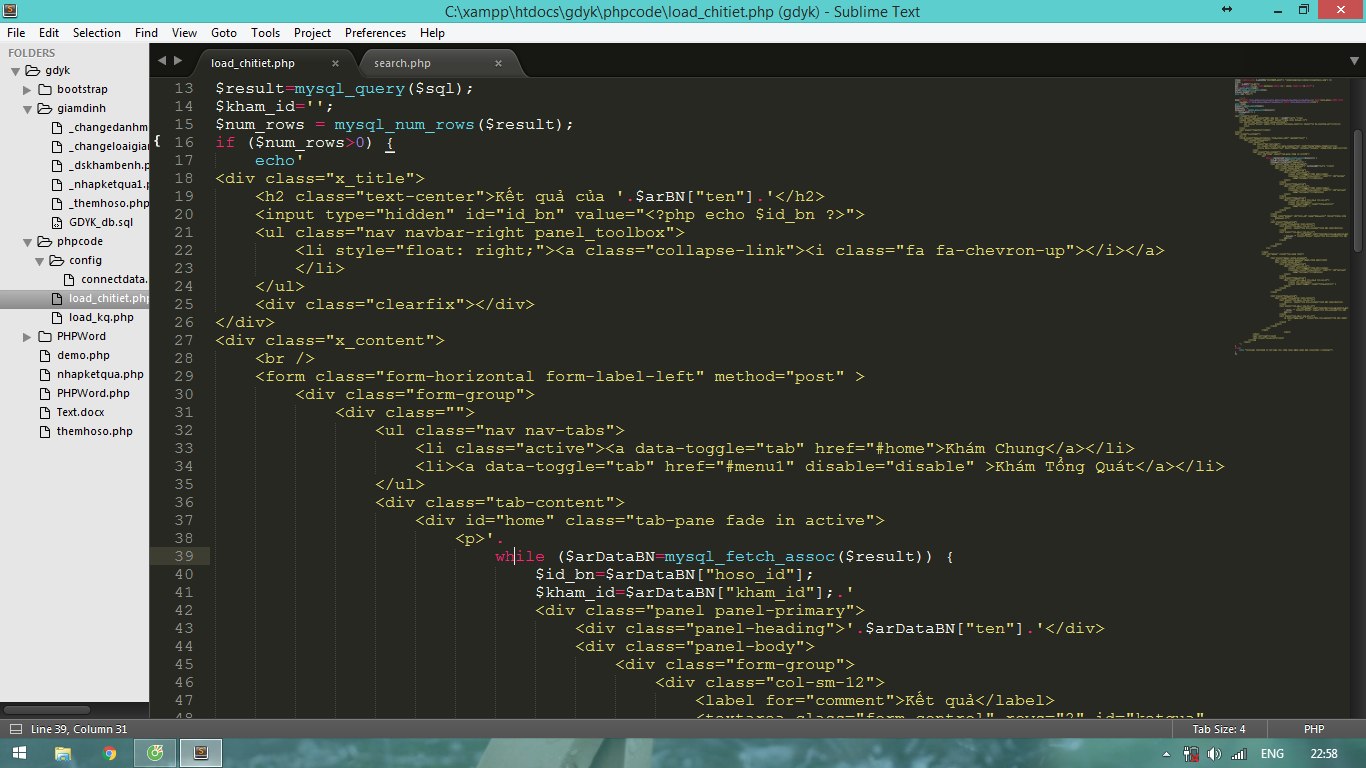 C:\xampp\htdocs\gdyk\phpcode\load_chitiet.php (gdyk) - Sublime Text
File Edit Selection Find View Goto Tools Project Preferences Help
FOLDERS
gdyk
bootstrap
giamdinh
_changedanhm
_changeloaigian
_dskhambenh.p
_nhapketqua1.p
_themhoso.php
GDYK_db.sql
phpcode
config
connectdata.
load_chitiet.php
load_kq.php
PHPWord
demo.php
nhapketqua.php
PHPWord.php
Text.docx
themhoso.php
load_chitiet.php × search.php ×
13 $result=mysql_query($sql);
14 $kham_id='';
15 $num_rows = mysql_num_rows($result);
{ 16 if ($num_rows>0) {
17 echo'
18 <div class="x_title">
19 <h2 class="text-center">Kết quả của '.$arBN["ten"].'</h2>
20 <input type="hidden" id="id_bn" value="<?php echo $id_bn ?>">
21 <ul class="nav navbar-right panel_toolbox">
22 <li style="float: right;"><a class="collapse-link"><i class="fa fa-chevron-up"></i></a>
23 </li>
24 </ul>
25 <div class="clearfix"></div>
26 </div>
27 <div class="x_content">
28 <br />
29 <form class="form-horizontal form-label-left" method="post" >
30 <div class="form-group">
31 <div class="">
32 <ul class="nav nav-tabs">
33 <li class="active"><a data-toggle="tab" href="#home">Khám Chung</a></li>
34 <li><a data-toggle="tab" href="#menu1" disable="disable" >Khám Tổng Quát</a></li>
35 </ul>
36 <div class="tab-content">
37 <div id="home" class="tab-pane fade in active">
38 <p>'.
39 while ($arDataBN=mysql_fetch_assoc($result)) {
40 $id_bn=$arDataBN["hoso_id"];
41 $kham_id=$arDataBN["kham_id"];.'
42 <div class="panel panel-primary">
43 <div class="panel-heading">'.$arDataBN["ten"].'</div>
44 <div class="panel-body">
45 <div class="form-group">
46 <div class="col-sm-12">
47 <label for="comment">Kết quả</label>
48 <textarea class="form-control" rows="2" id="ketqua"
Line 39, Column 31 Tab Size: 4 PHP
ENG 22:58